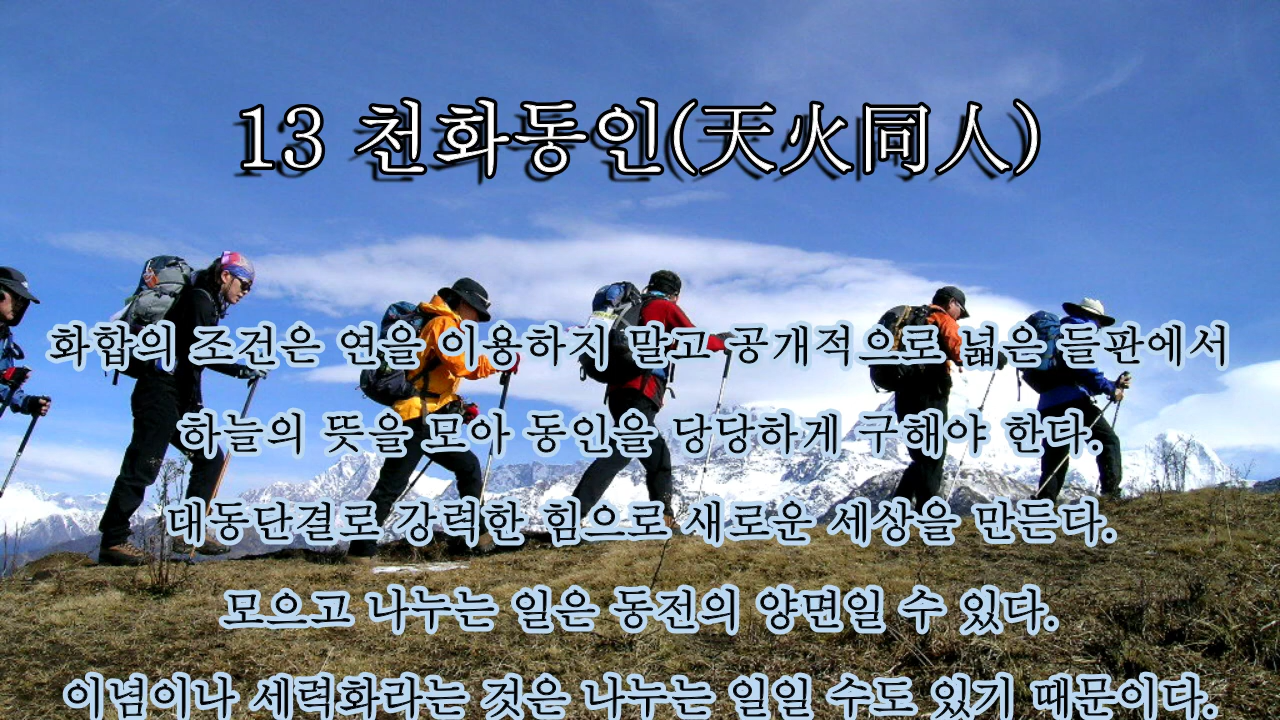 13 천화동인(天火同人)
화합의 조건은 연을 이용하지 말고 공개적으로 넓은 들판에서
하늘의 뜻을 모아 동인을 당당하게 구해야 한다.
대동단결로 강력한 힘으로 새로운 세상을 만든다.
모으고 나누는 일은 동전의 양면일 수 있다.
이념이나 세력화라는 것은 나누는 일일 수도 있기 때문이다.